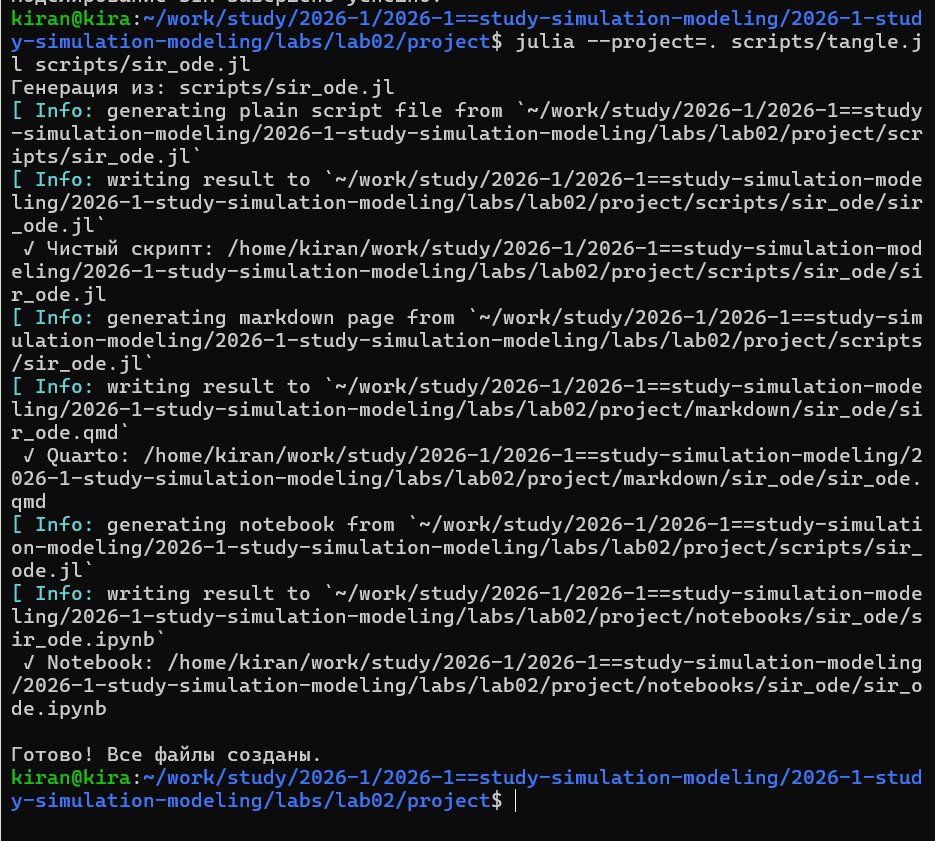 Моделирование SIR завершено успешно.
kiran@kira:~/work/study/2026-1/2026-1==study-simulation-modeling/2026-1-stud
y-simulation-modeling/labs/lab02/project$ julia --project=. scripts/tangle.j
l scripts/sir_ode.jl
Генерация из: scripts/sir_ode.jl
[ Info: generating plain script file from `~/work/study/2026-1/2026-1==study
-simulation-modeling/2026-1-study-simulation-modeling/labs/lab02/project/scr
ipts/sir_ode.jl`
[ Info: writing result to `~/work/study/2026-1/2026-1==study-simulation-mode
ling/2026-1-study-simulation-modeling/labs/lab02/project/scripts/sir_ode/sir
_ode.jl`
 ✓ Чистый скрипт: /home/kiran/work/study/2026-1/2026-1==study-simulation-mod
eling/2026-1-study-simulation-modeling/labs/lab02/project/scripts/sir_ode/si
r_ode.jl
[ Info: generating markdown page from `~/work/study/2026-1/2026-1==study-sim
ulation-modeling/2026-1-study-simulation-modeling/labs/lab02/project/scripts
/sir_ode.jl`
[ Info: writing result to `~/work/study/2026-1/2026-1==study-simulation-mode
ling/2026-1-study-simulation-modeling/labs/lab02/project/markdown/sir_ode/si
r_ode.qmd`
 ✓ Quarto: /home/kiran/work/study/2026-1/2026-1==study-simulation-modeling/2
026-1-study-simulation-modeling/labs/lab02/project/markdown/sir_ode/sir_ode.
qmd
[ Info: generating notebook from `~/work/study/2026-1/2026-1==study-simulati
on-modeling/2026-1-study-simulation-modeling/labs/lab02/project/scripts/sir_
ode.jl`
[ Info: writing result to `~/work/study/2026-1/2026-1==study-simulation-mode
ling/2026-1-study-simulation-modeling/labs/lab02/project/notebooks/sir_ode/s
ir_ode.ipynb`
 ✓ Notebook: /home/kiran/work/study/2026-1/2026-1==study-simulation-modeling
/2026-1-study-simulation-modeling/labs/lab02/project/notebooks/sir_ode/sir_o
de.ipynb
Готово! Все файлы созданы.
kiran@kira:~/work/study/2026-1/2026-1==study-simulation-modeling/2026-1-stud
y-simulation-modeling/labs/lab02/project$